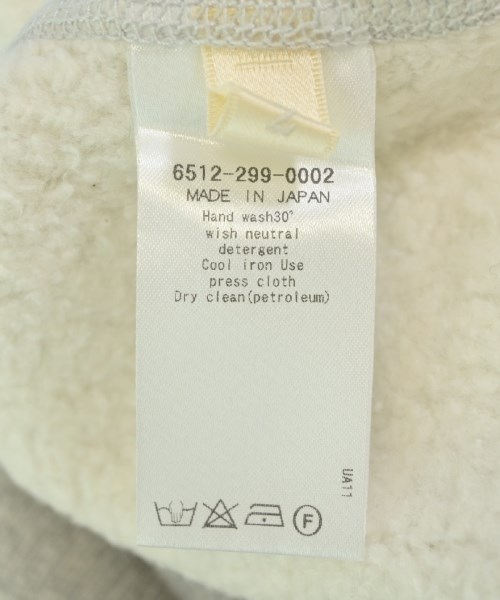 6512-299-0002
MADE IN JAPAN
Hand wash30°
wish neutral
detergent
Cool iron Use
press cloth
Dry clean(petroleum)
UA11
F